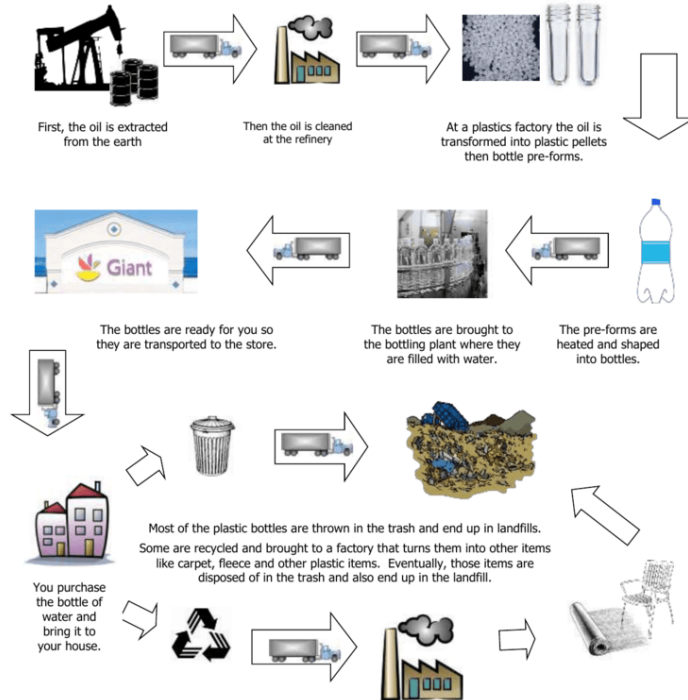 First, the oil is extracted
from the earth
Then the oil is cleaned
at the refinery
At a plastics factory the oil is
transformed into plastic pellets
then bottle pre-forms.
Giant
The bottles are ready for you so
they are transported to the store.
The bottles are brought to
the bottling plant where they
are filled with water.
The pre-forms are
heated and shaped
into bottles.
Most of the plastic bottles are thrown in the trash and end up in landfills.
Some are recycled and brought to a factory that turns them into other items
like carpet, fleece and other plastic items. Eventually, those items are
disposed of in the trash and also end up in the landfill.
You purchase
the bottle of
water and
bring it to
your house.